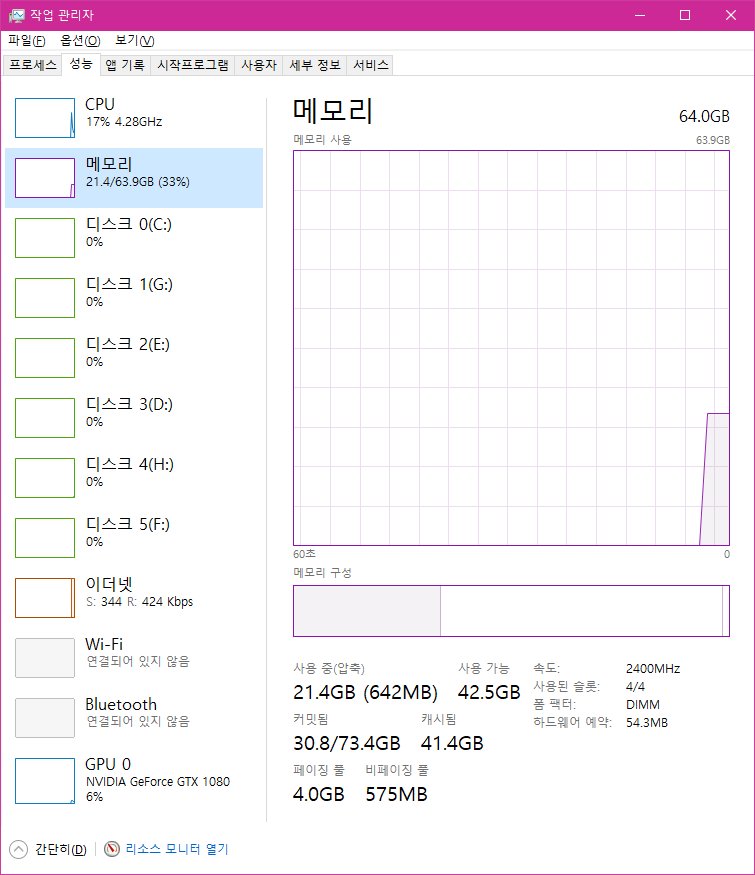 작업 관리자
파일(F) 옵션(O) 보기(V)
프로세스 성능 앱 기록 시작프로그램 사용자 세부 정보 서비스
CPU
17% 4.28GHz
메모리
21.4/63.9GB (33%)
디스크 0(C:)
0%
디스크 1(G:)
0%
디스크 2(E:)
0%
디스크 3(D:)
0%
디스크 4(H:)
0%
디스크 5(F:)
0%
이더넷
S: 344 R: 424 Kbps
Wi-Fi
연결되어 있지 않음
Bluetooth
연결되어 있지 않음
GPU 0
NVIDIA GeForce GTX 1080
6%
메모리 64.0GB
메모리 사용 63.9GB
60초 0
메모리 구성
사용 중(압축) 사용 가능
21.4GB (642MB) 42.5GB
커밋됨 캐시됨
30.8/73.4GB 41.4GB
페이징 풀 비페이징 풀
4.0GB 575MB
속도: 2400MHz
사용된 슬롯: 4/4
폼 팩터: DIMM
하드웨어 예약: 54.3MB
간단히(D) 리소스 모니터 열기